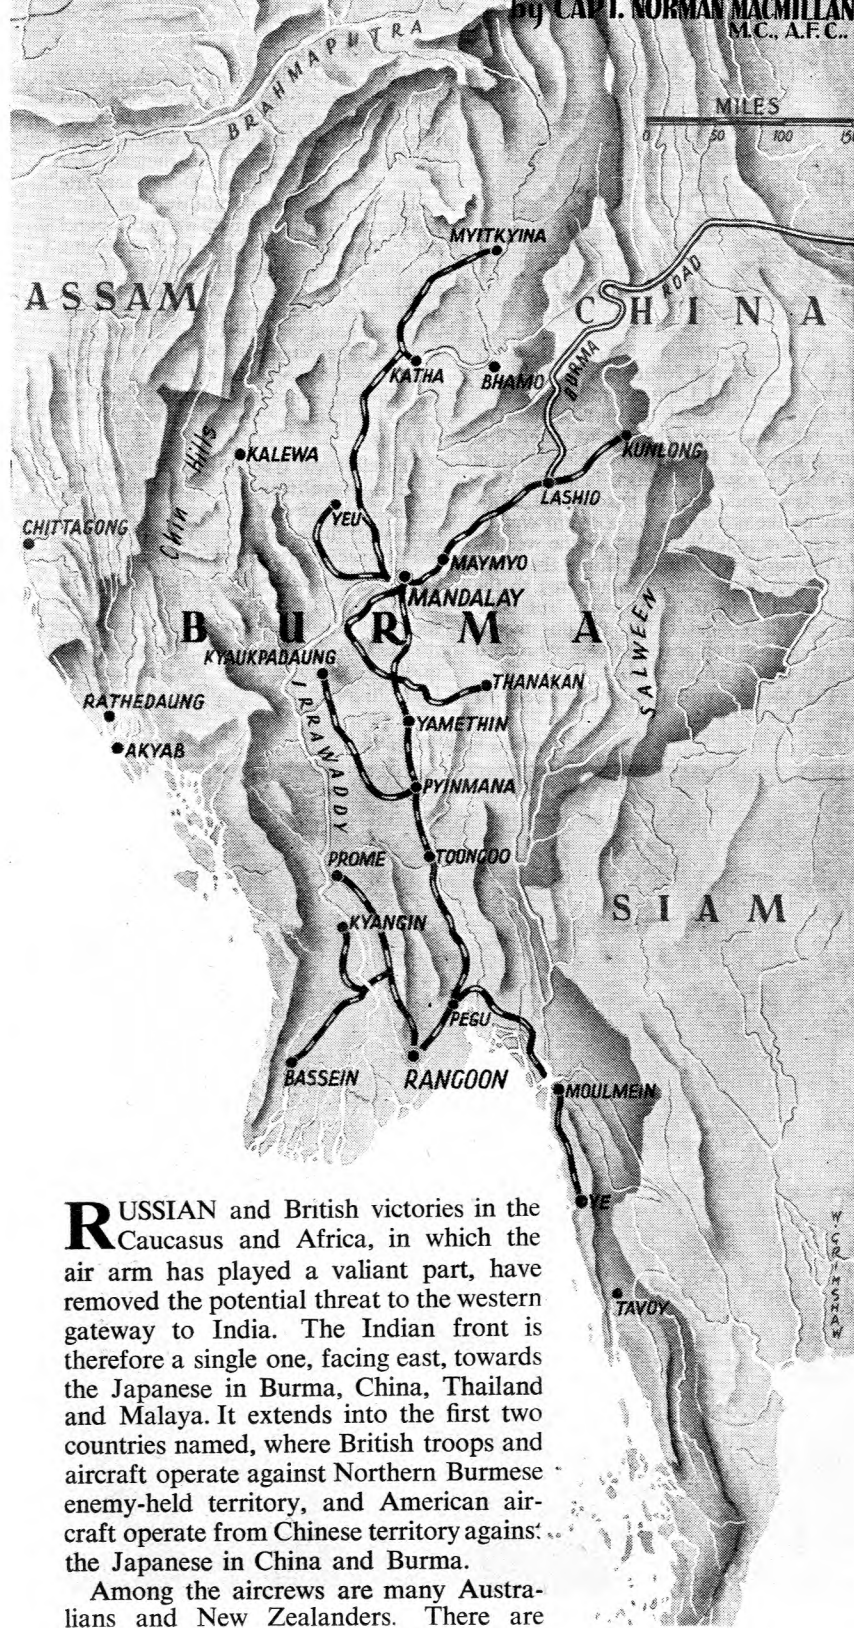 by CAPT. NORMAN MACMILLAN
M.C., A.F.C..
BRAHMAPUTRA
MILES
0 50 100 150
MYITKYINA
ASSAM
CHINA
BURMA ROAD
KATHA
BHAMO
Chin Hills
KALEWA
KUNLONG
LASHIO
YEU
CHITTAGONG
MAYMYO
MANDALAY
BURMA
SALWEEN
KYAUKPADAUNG
THANAKAN
IRRAWADDY
RATHEDAUNG
YAMETHIN
AKYAB
PYINMANA
PROME
TOONGOO
SIAM
KYANGIN
PEGU
BASSEIN
RANGOON
MOULMEIN
YE
W. GRIMSHAW
TAVOY
RUSSIAN and British victories in the
Caucasus and Africa, in which the
air arm has played a valiant part, have
removed the potential threat to the western
gateway to India. The Indian front is
therefore a single one, facing east, towards
the Japanese in Burma, China, Thailand
and Malaya. It extends into the first two
countries named, where British troops and
aircraft operate against Northern Burmese
enemy-held territory, and American air-
craft operate from Chinese territory against
the Japanese in China and Burma.
Among the aircrews are many Austra-
lians and New Zealanders. There are